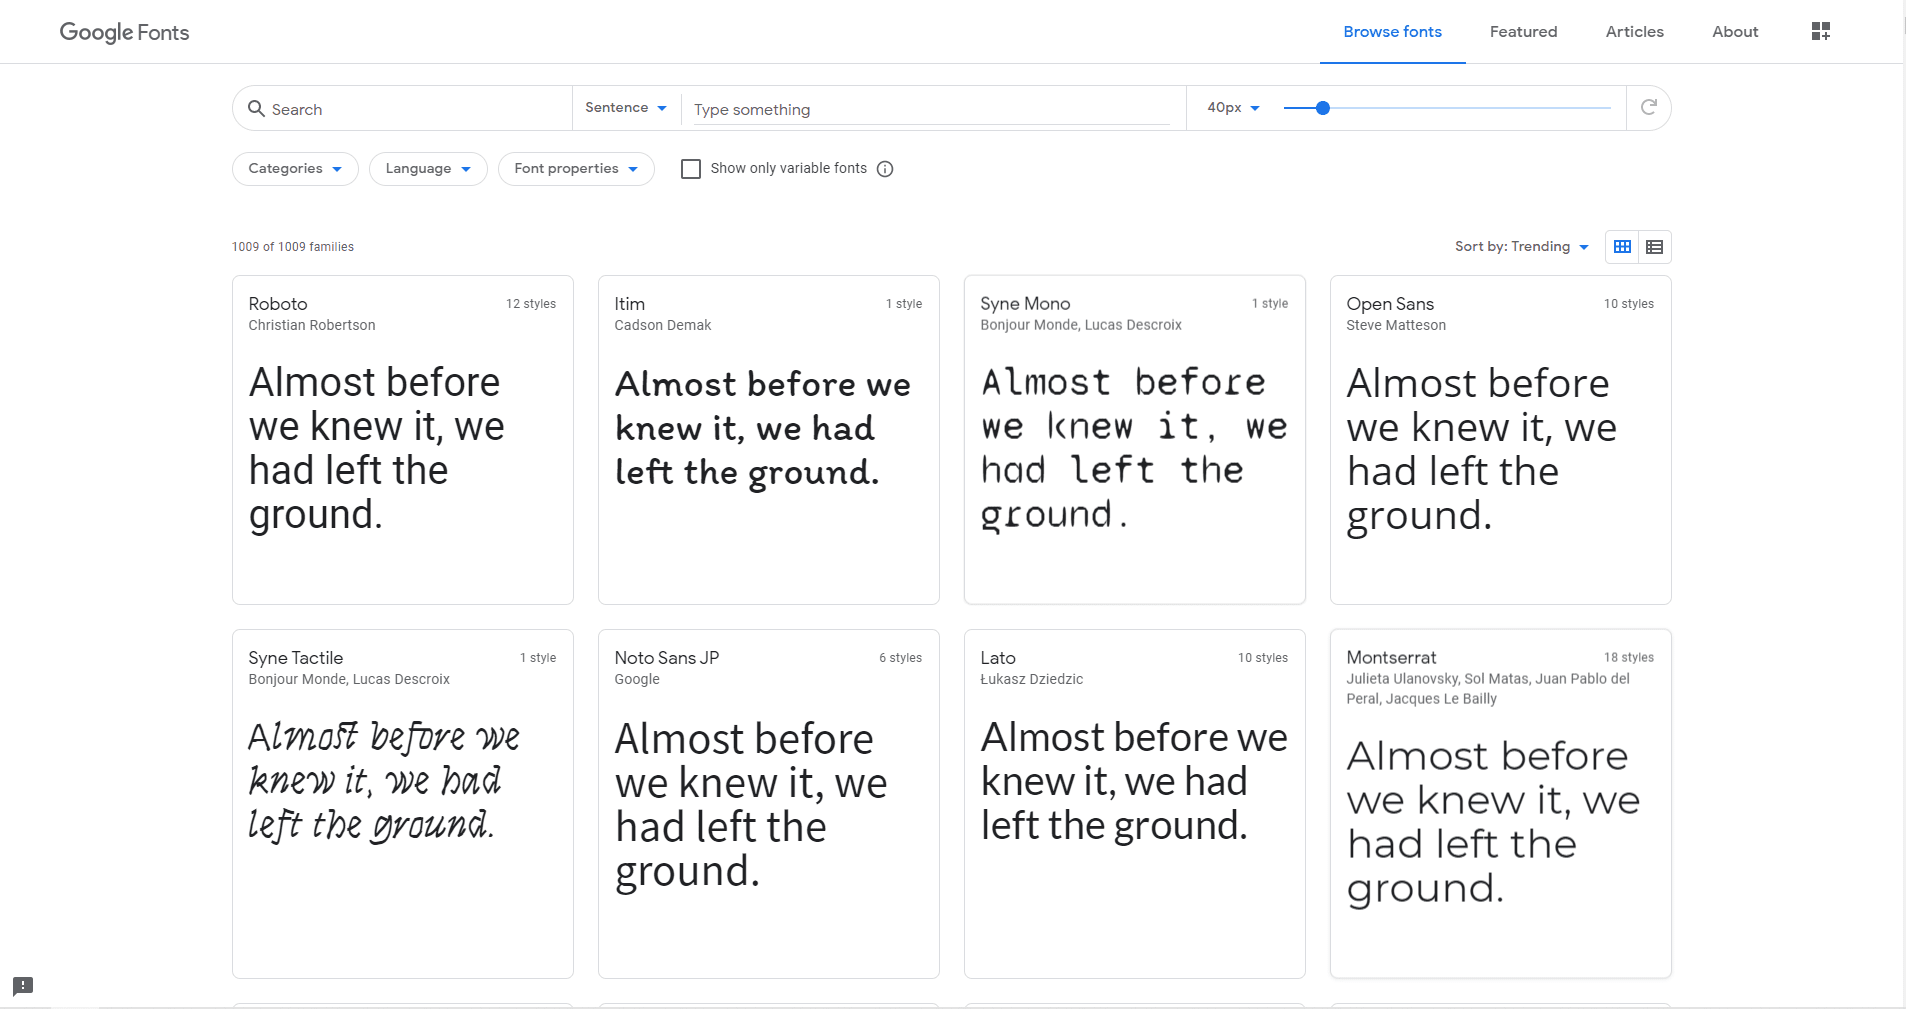 Google Fonts
Browse fonts
Featured
Articles
About
Search
Sentence
Type something
40px
Categories
Language
Font properties
Show only variable fonts
1009 of 1009 families
Sort by: Trending
Roboto
12 styles
Christian Robertson
Almost before
we knew it, we
had left the
ground.
Itim
1 style
Cadson Demak
Almost before we
knew it, we had
left the ground.
Syne Mono
1 style
Bonjour Monde, Lucas Descroix
Almost before
we knew it, we
had left the
ground.
Open Sans
10 styles
Steve Matteson
Almost before
we knew it, we
had left the
ground.
Syne Tactile
1 style
Bonjour Monde, Lucas Descroix
Almost before we
knew it, we had
left the ground.
Noto Sans JP
6 styles
Google
Almost before
we knew it, we
had left the
ground.
Lato
10 styles
Łukasz Dziedzic
Almost before we
knew it, we had
left the ground.
Montserrat
18 styles
Julieta Ulanovsky, Sol Matas, Juan Pablo del
Peral, Jacques Le Bailly
Almost before
we knew it, we
had left the
ground.